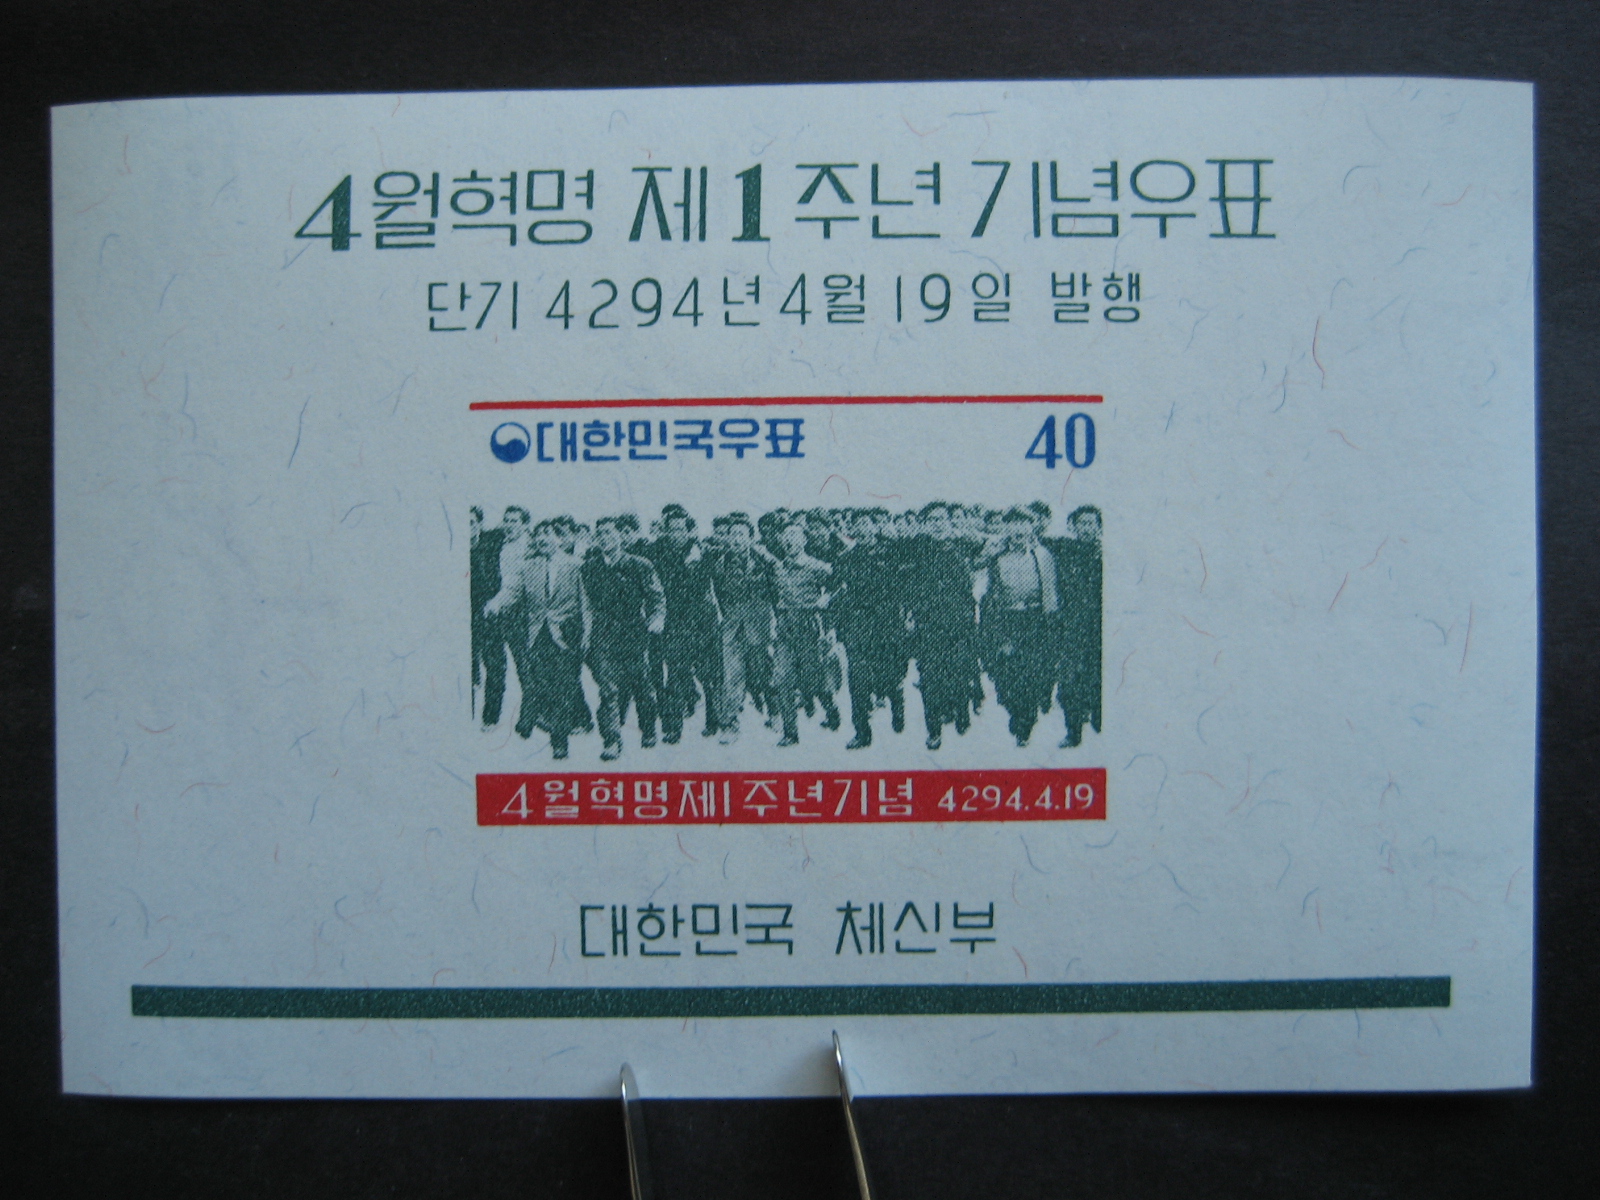 4월혁명 제1주년기념우표
단기 4294년 4월 19일 발행
대한민국우표 40
4월혁명제1주년기념 4294.4.19
대한민국 체신부